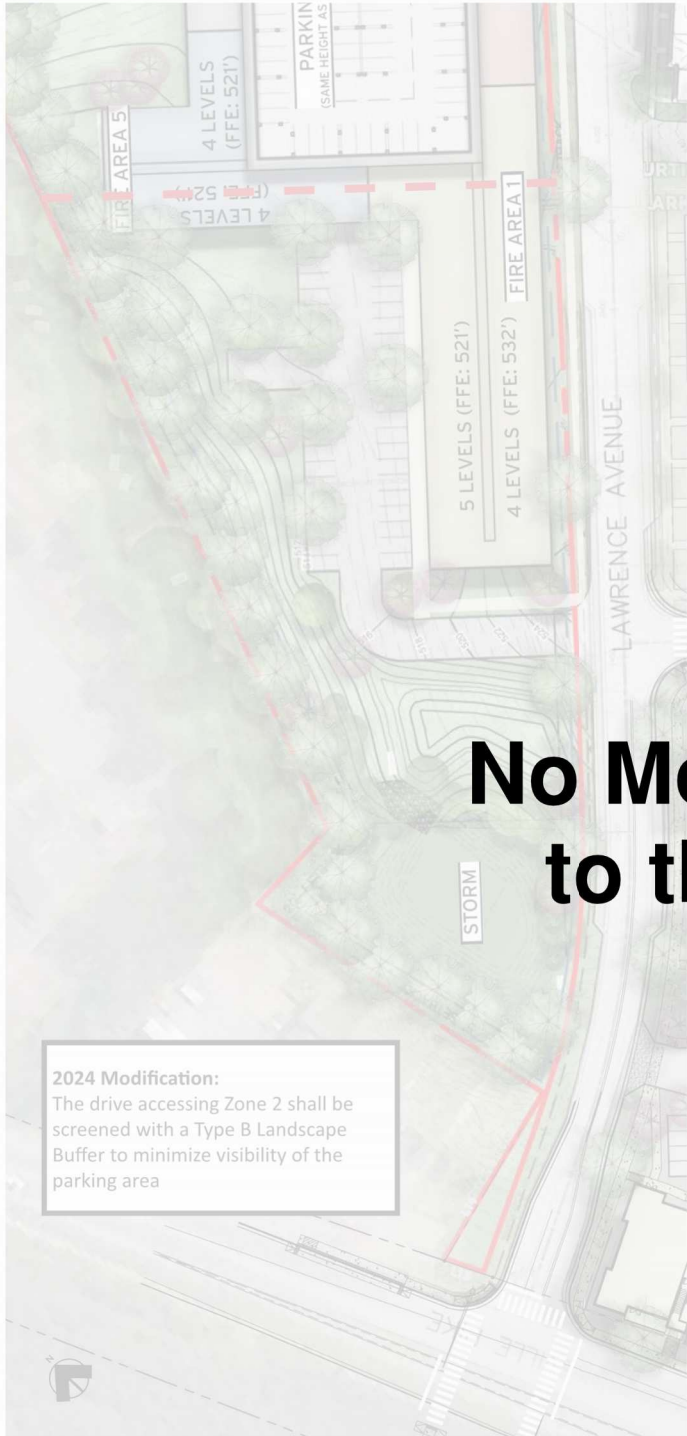 PARKIN
(SAME HEIGHT AS
4 LEVELS
(FFE: 521')
FIRE AREA 5
4 LEVELS
(FFE: 521')
FIRE AREA 1
5 LEVELS (FFE: 521')
4 LEVELS (FFE: 532')
LAWRENCE AVENUE
No M
to t
STORM
2024 Modification:
The drive accessing Zone 2 shall be
screened with a Type B Landscape
Buffer to minimize visibility of the
parking area
N